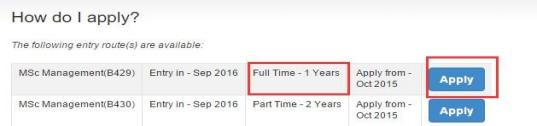 How do I apply?
The following entry route(s) are available:
MSc Management(B429) Entry in - Sep 2016 Full Time - 1 Years Apply from - Oct 2015 Apply
MSc Management(B430) Entry in - Sep 2016 Part Time - 2 Years Apply from - Oct 2015 Apply